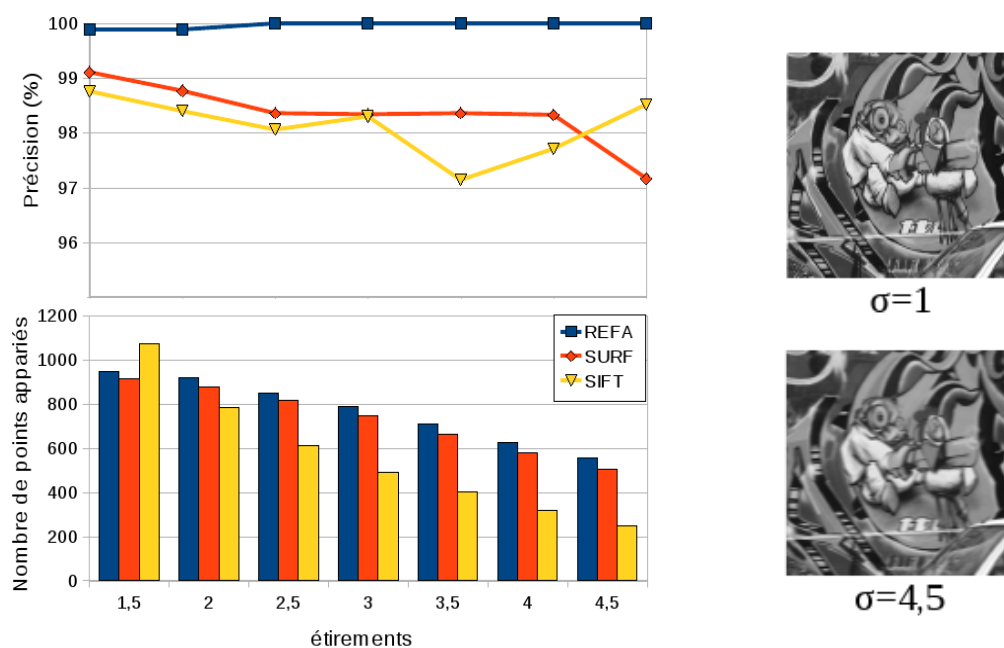 Précision (%)
100
99
98
97
96
σ=1
Nombre de points appariés
1200
1000
800
600
400
200
0
REFA
SURF
SIFT
1,5 2 2,5 3 3,5 4 4,5
étirements
σ=4,5